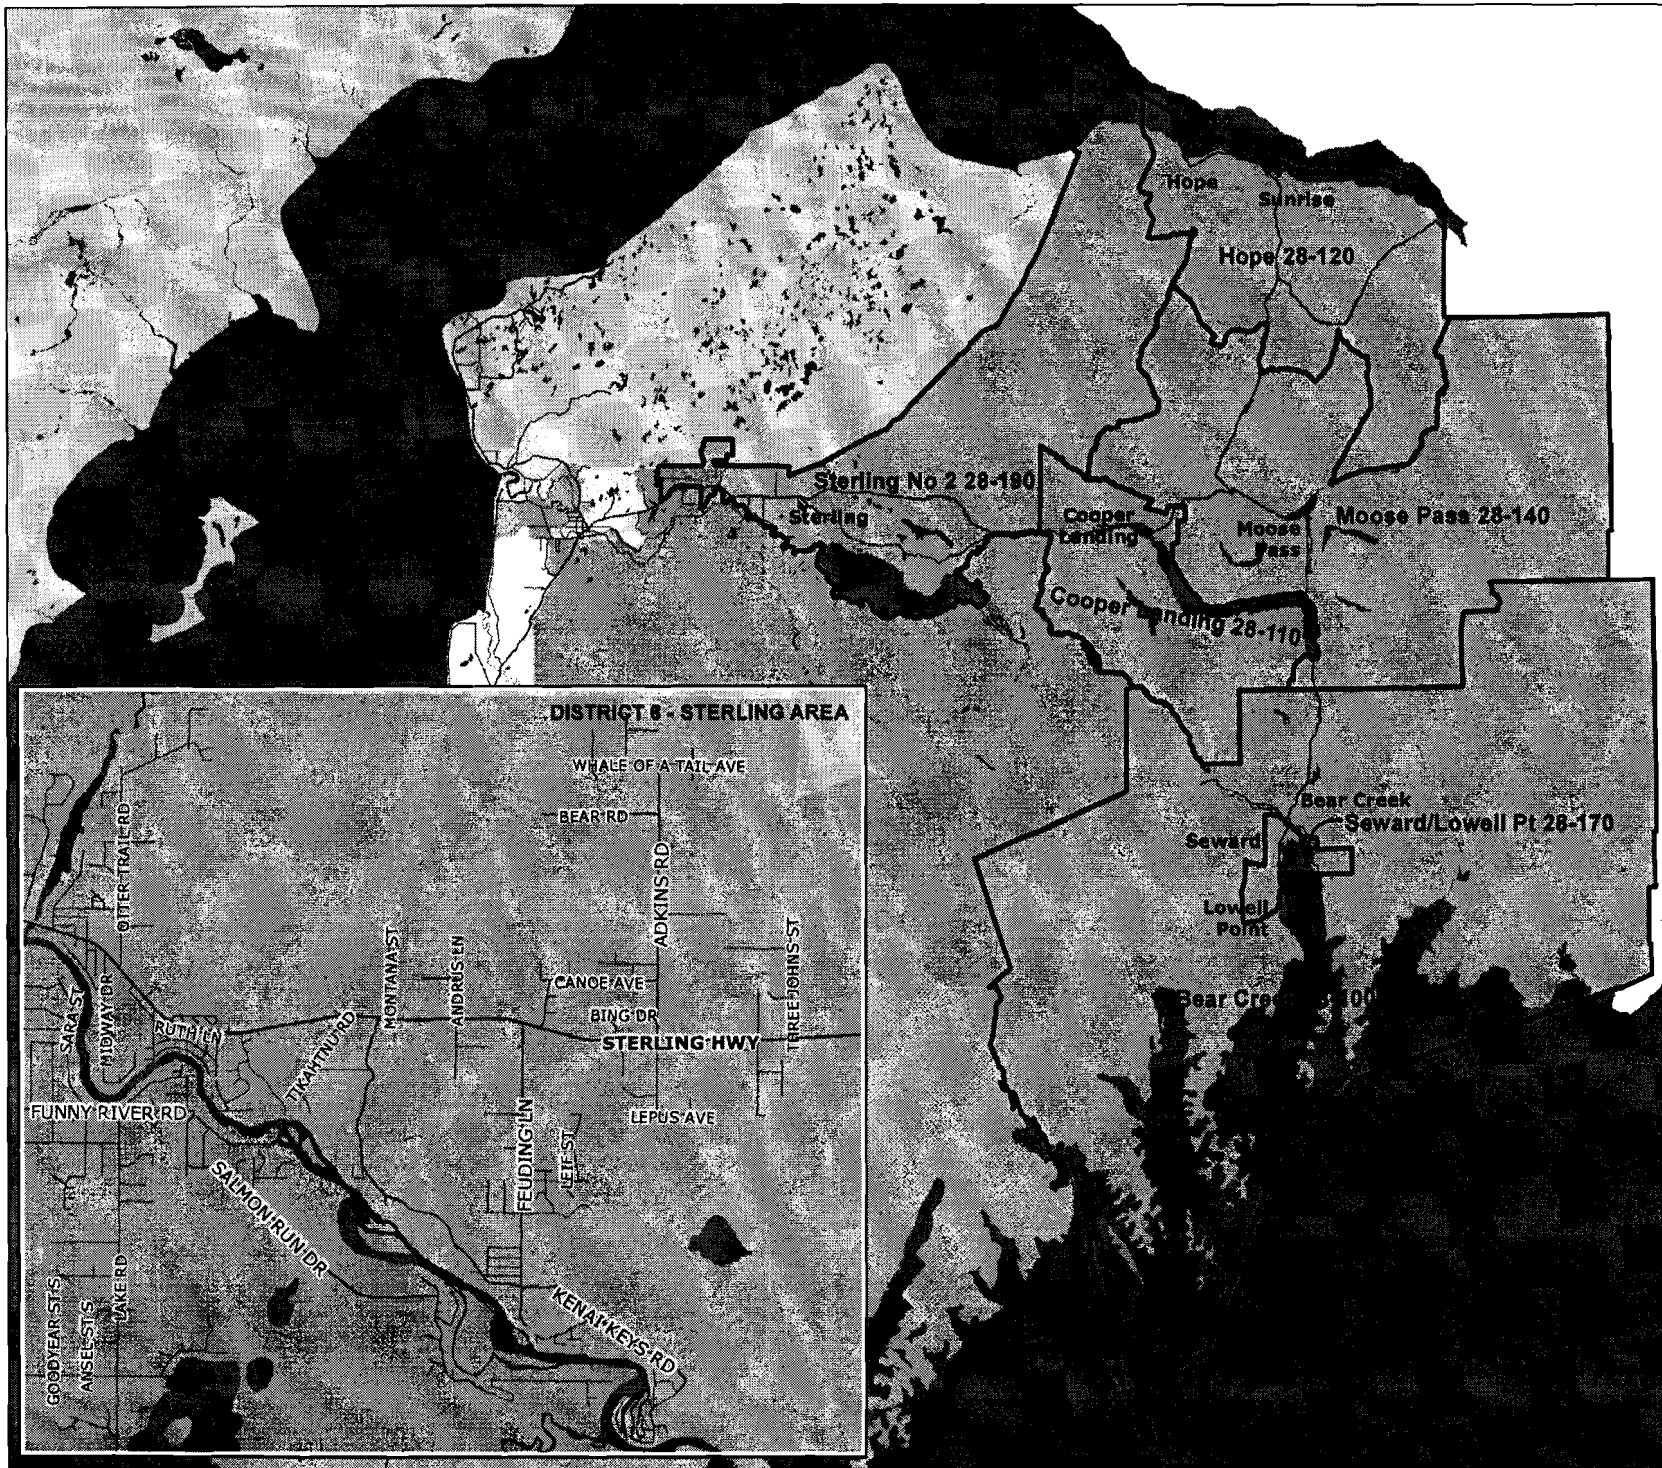 Hope
Sunrise
Hope 28-120
Sterling No 2 28-190
Sterling
Cooper
Landing
Moose
Pass
Moose Pass 28-140
Cooper Landing 28-110
Bear Creek
Seward/Lowell Pt 28-170
Seward
Lowell
Point
Bear Creek
DISTRICT 6 - STERLING AREA
WHALE OF A TAIL AVE
BEAR RD
OTTER TRAIL RD
ADKINS RD
MONTANA ST
ANDRUS LN
THREE JOHNS ST
CANOE AVE
BING DR
SARA ST
MIDWAY DR
RUTH LN
TIKAHTNU RD
STERLING HWY
FUNNY RIVER RD
LEPUS AVE
FEUDING LN
LEIF ST
SALMON RUN DR
KENAI KEYS RD
GOODYEAR ST S
ANSEL ST S
LAKE RD